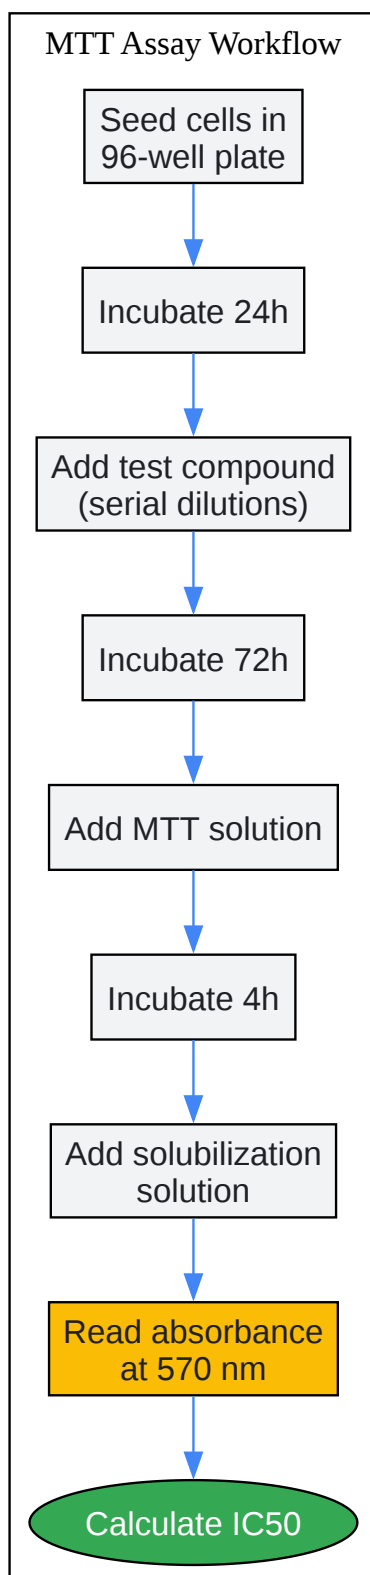 MTT Assay Workflow
Seed cells in
96-well plate
Incubate 24h
Add test compound
(serial dilutions)
Incubate 72h
Add MTT solution
Incubate 4h
Add solubilization
solution
Read absorbance
at 570 nm
Calculate IC50